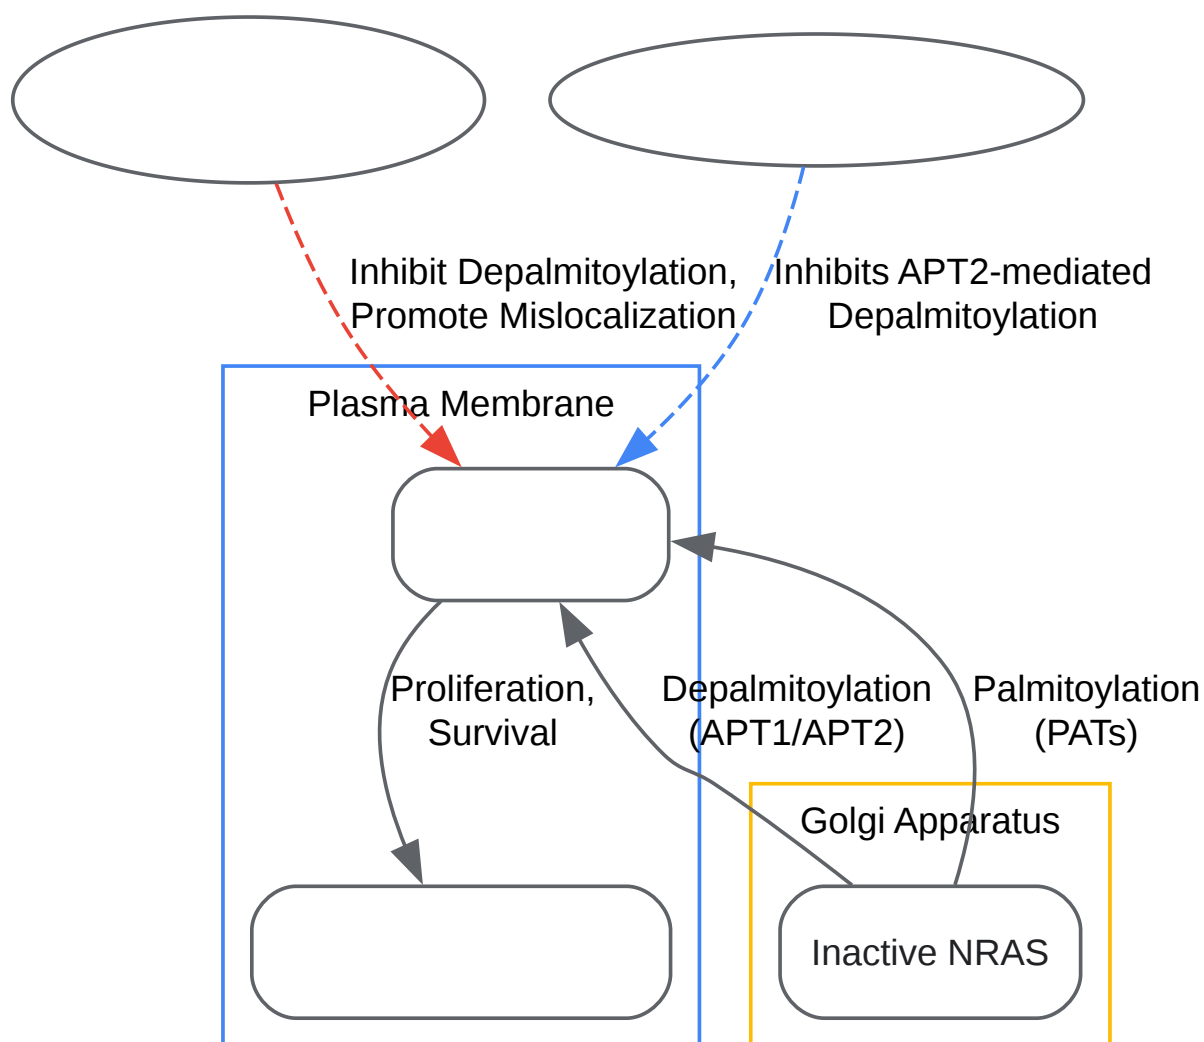 Inhibit Depalmitoylation,
Promote Mislocalization
Inhibits APT2-mediated
Depalmitoylation
Plasma Membrane
Proliferation,
Survival
Depalmitoylation
(APT1/APT2)
Palmitoylation
(PATs)
Golgi Apparatus
Inactive NRAS